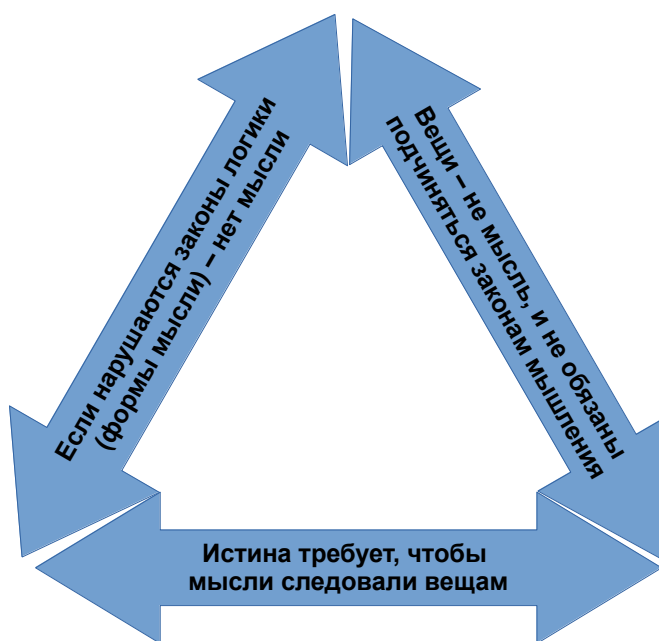 Если нарушаются законы логики
(формы мысли) – нет мысли
Вещи – не мысль, и не обязаны
подчиняться законам мышления
Истина требует, чтобы
мысли следовали вещам